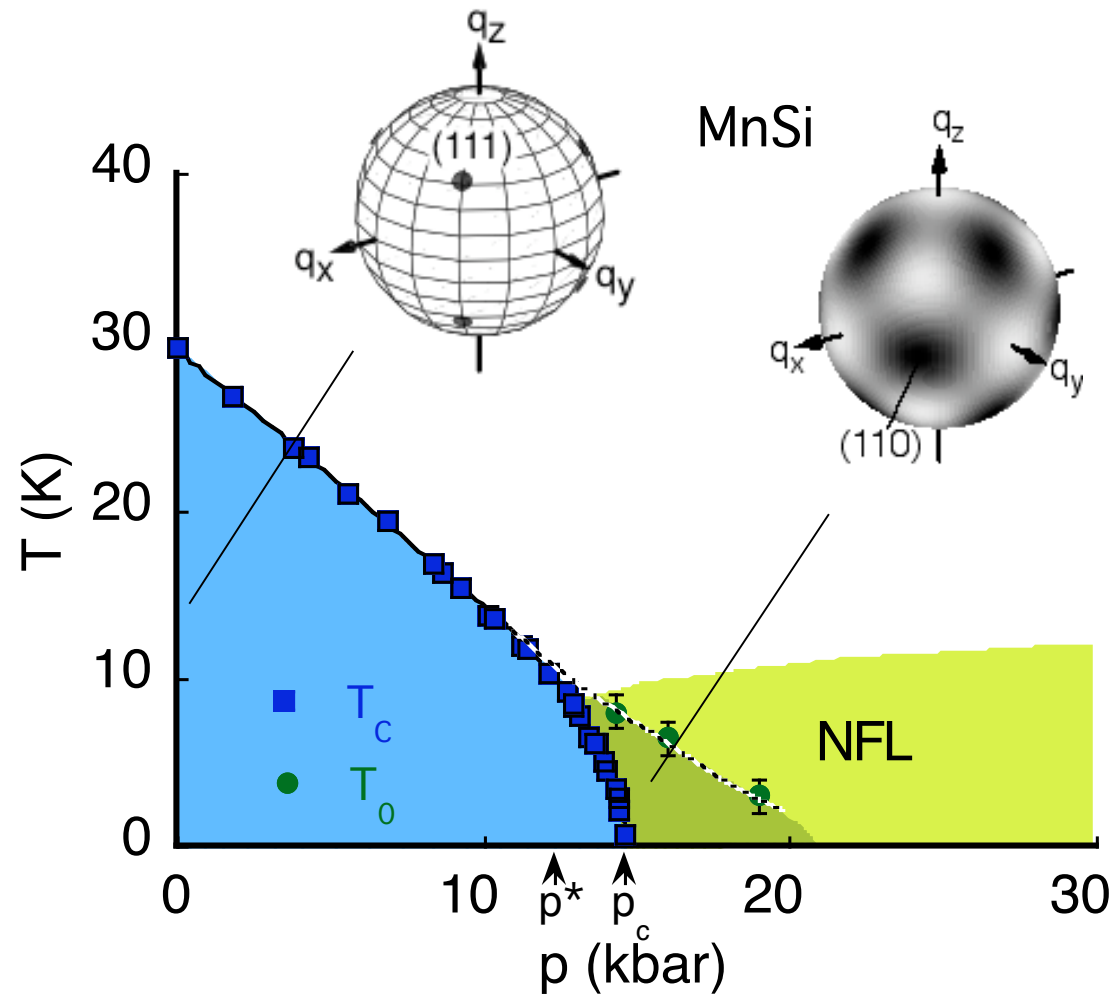 MnSi
q_z
(111)
q_x
q_y
q_z
q_x
q_y
(110)
T (K)
40
30
20
10
0
T_c
T_0
NFL
0
10
20
30
p*
p_c
p (kbar)